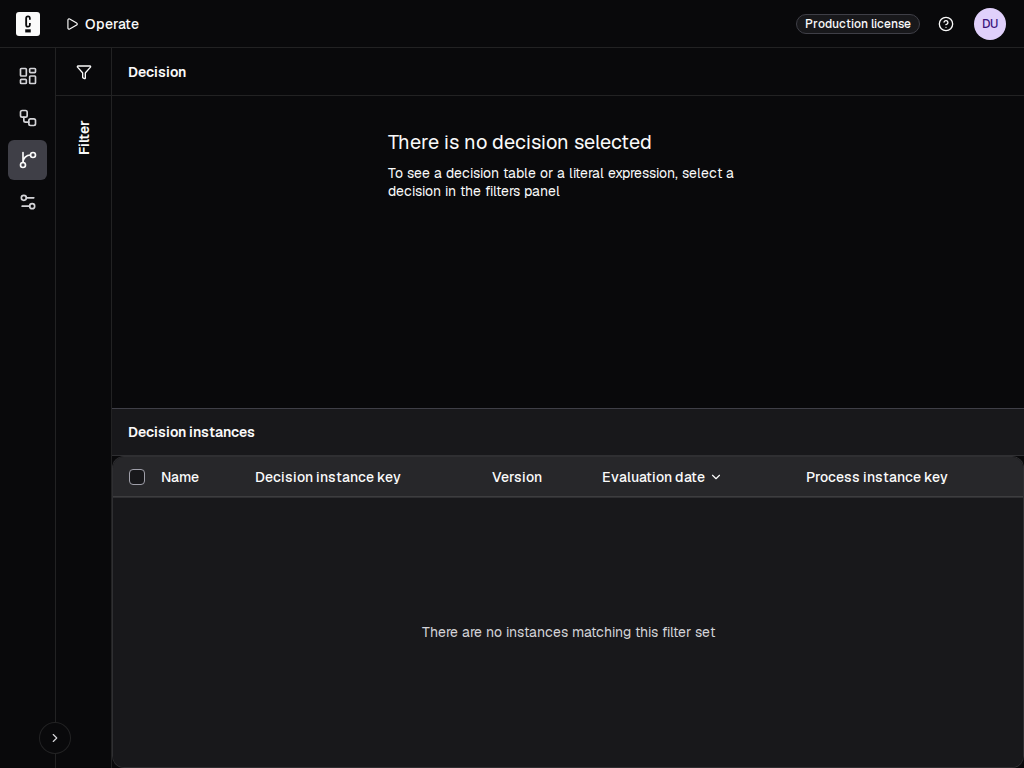 Operate
Production license
DU
Filter
Decision
There is no decision selected
To see a decision table or a literal expression, select a
decision in the filters panel
Decision instances
Name Decision instance key Version Evaluation date Process instance key
There are no instances matching this filter set